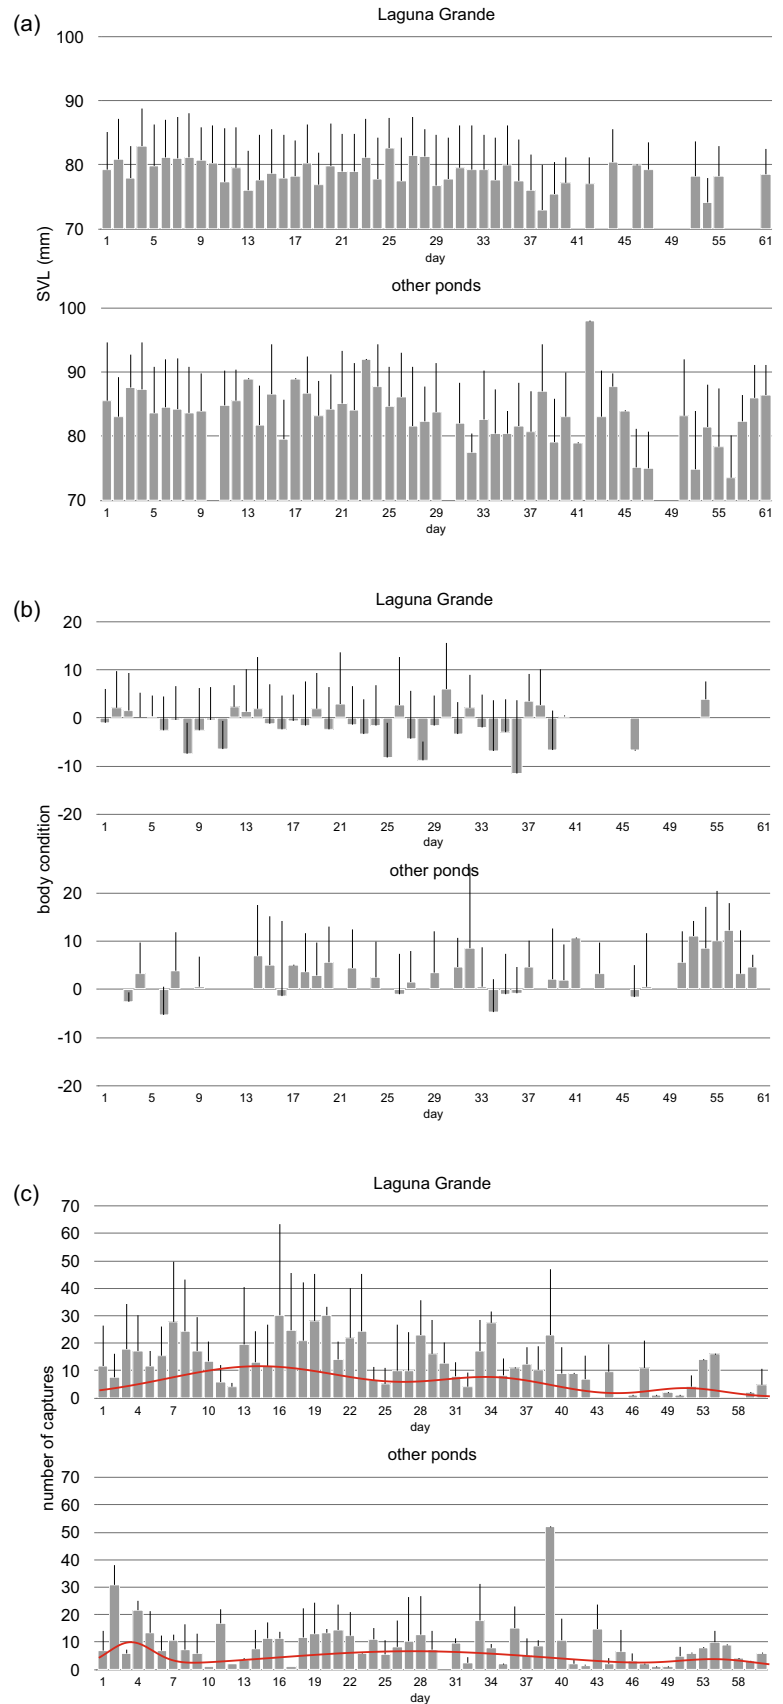 (a)
Laguna Grande
100
90
80
70
1 5 9 13 17 21 25 29 33 37 41 45 49 55 61
day
SVL (mm)
other ponds
100
90
80
70
1 5 9 13 17 21 25 29 33 37 41 45 49 55 61
day
(b)
Laguna Grande
20
10
0
-10
-20
1 5 9 13 17 21 25 29 33 37 41 45 49 55 61
day
body condition
other ponds
20
10
0
-10
-20
1 5 9 13 17 21 25 29 33 37 41 45 49 55 61
day
(c)
Laguna Grande
70
60
50
40
30
20
10
0
1 4 7 10 13 16 19 22 25 28 31 34 37 40 43 46 49 53 58
day
number of captures
other ponds
70
60
50
40
30
20
10
0
1 4 7 10 13 16 19 22 25 28 31 34 37 40 43 46 49 53 58
day